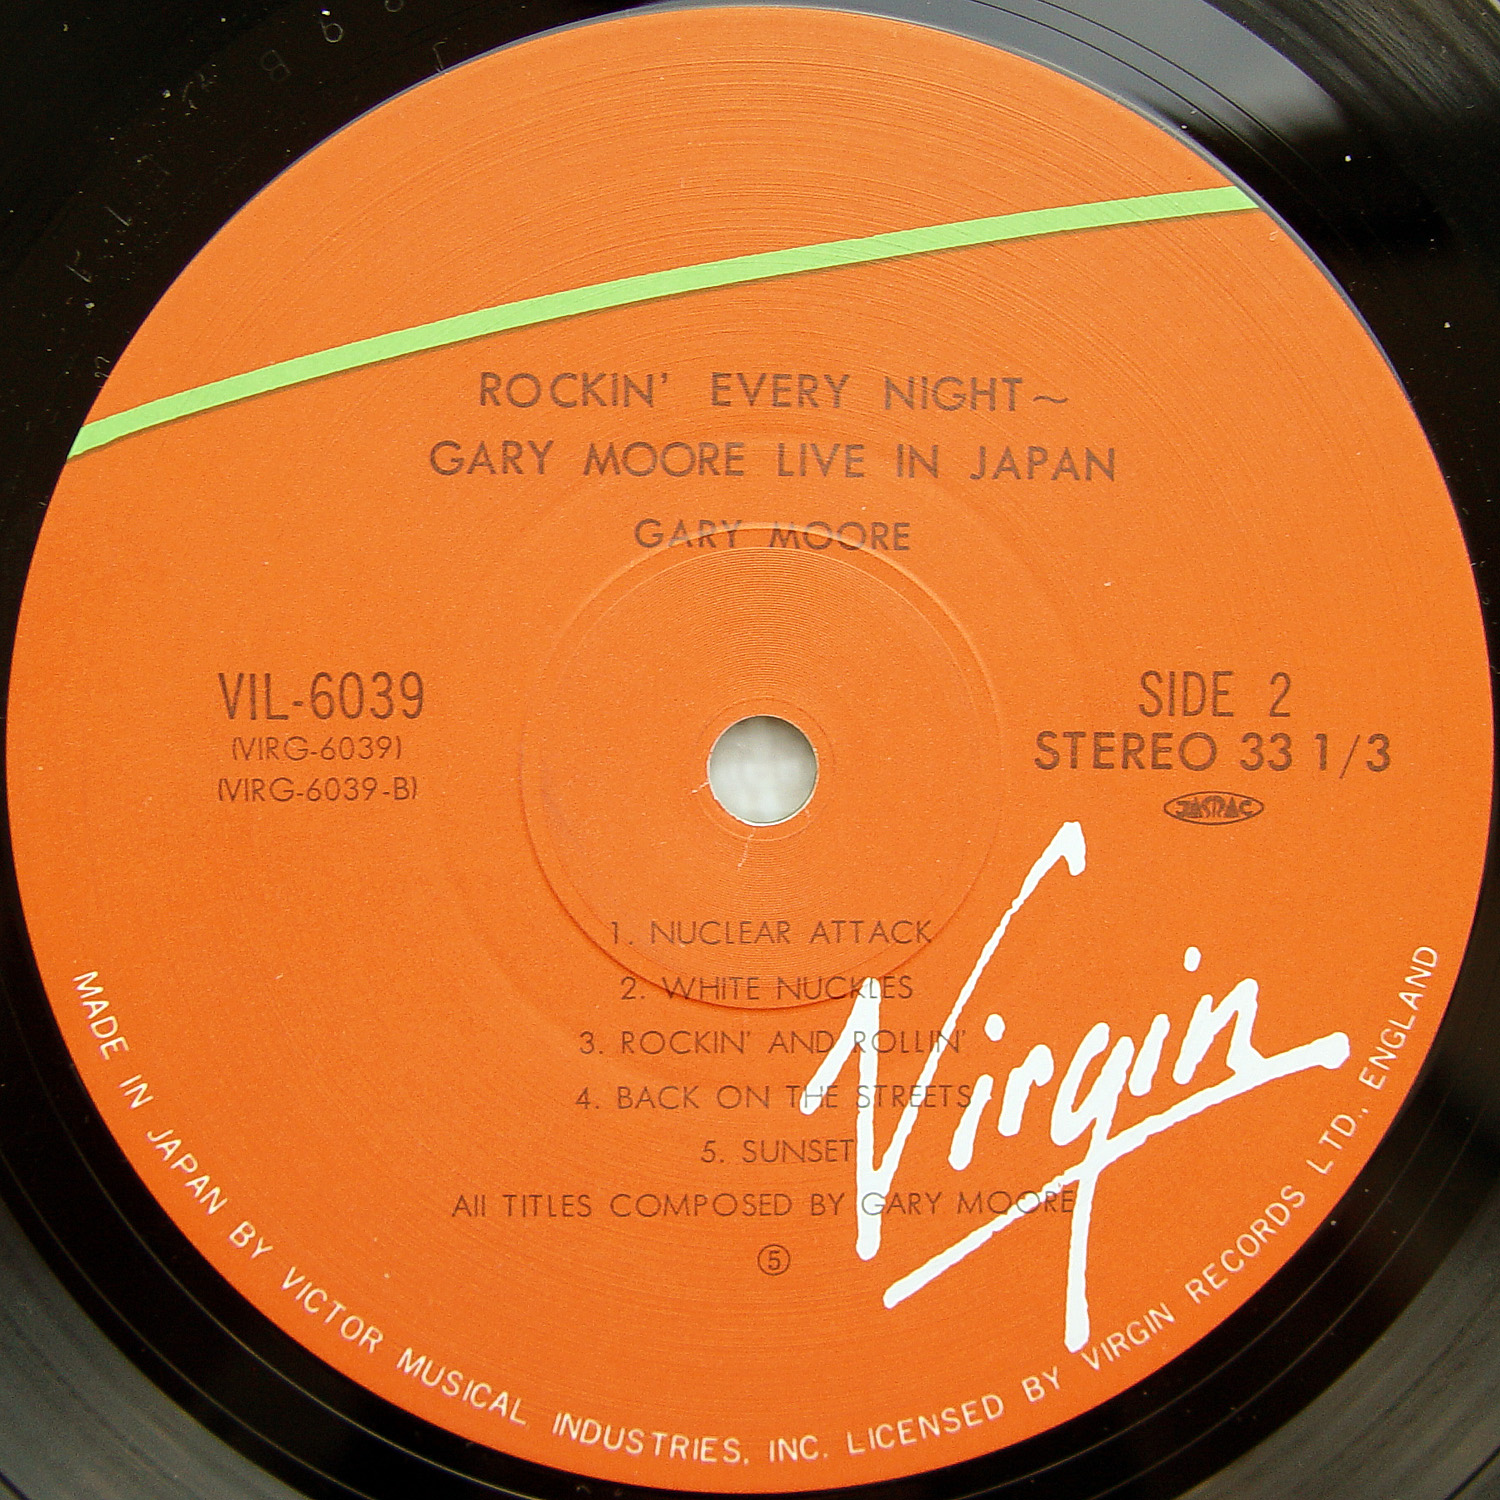 ROCKIN' EVERY NIGHT~
GARY MOORE LIVE IN JAPAN
GARY MOORE
VIL-6039
(VIRG-6039)
(VIRG-6039-B)
SIDE 2
STEREO 33 1/3
JASRAC
1. NUCLEAR ATTACK
2. WHITE NUCKLES
3. ROCKIN' AND ROLLIN'
4. BACK ON THE STREETS
5. SUNSET
All TITLES COMPOSED BY GARY MOORE
⑤
Virgin
MADE IN JAPAN BY VICTOR MUSICAL INDUSTRIES, INC. LICENSED BY VIRGIN RECORDS LTD., ENGLAND